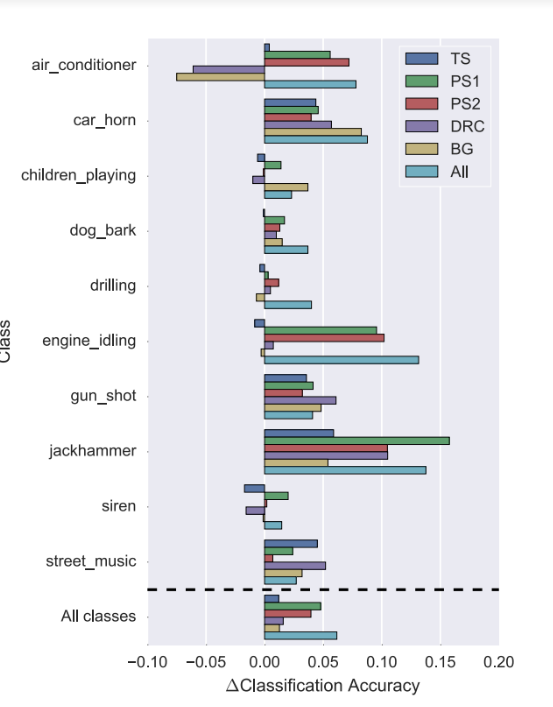 TS
PS1
PS2
DRC
BG
All
air_conditioner
car_horn
children_playing
dog_bark
drilling
engine_idling
gun_shot
jackhammer
siren
street_music
All classes
Class
−0.10 −0.05 0.00 0.05 0.10 0.15 0.20
ΔClassification Accuracy